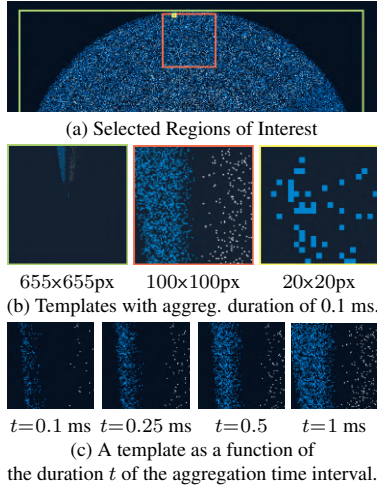 (a) Selected Regions of Interest
655×655px 100×100px 20×20px
(b) Templates with aggreg. duration of 0.1 ms.
t=0.1 ms t=0.25 ms t=0.5 t=1 ms
(c) A template as a function of
the duration t of the aggregation time interval.